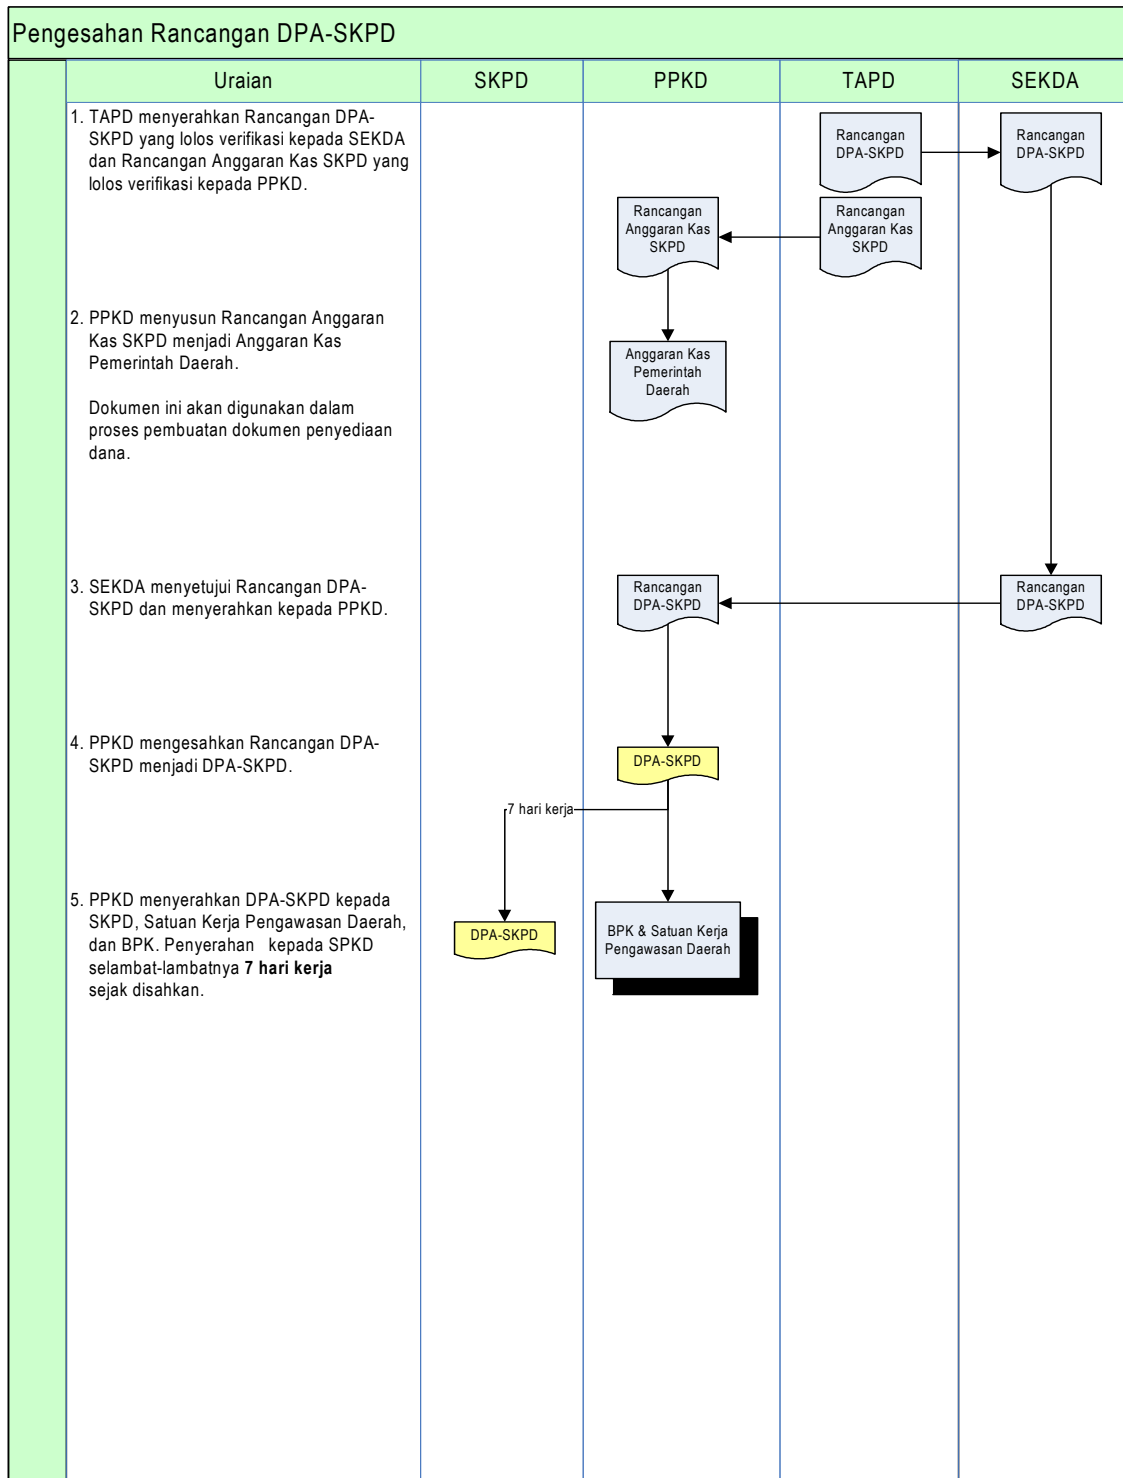 Pengesahan Rancangan DPA-SKPD
Uraian
SKPD
PPKD
TAPD
SEKDA
1. TAPD menyerahkan Rancangan DPA-
SKPD yang lolos verifikasi kepada SEKDA
dan Rancangan Anggaran Kas SKPD yang
lolos verifikasi kepada PPKD.
Rancangan
DPA-SKPD
Rancangan
DPA-SKPD
Rancangan
Anggaran Kas
SKPD
Rancangan
Anggaran Kas
SKPD
2. PPKD menyusun Rancangan Anggaran
Kas SKPD menjadi Anggaran Kas
Pemerintah Daerah.
Dokumen ini akan digunakan dalam
proses pembuatan dokumen penyediaan
dana.
Anggaran Kas
Pemerintah
Daerah
3. SEKDA menyetujui Rancangan DPA-
SKPD dan menyerahkan kepada PPKD.
Rancangan
DPA-SKPD
Rancangan
DPA-SKPD
4. PPKD mengesahkan Rancangan DPA-
SKPD menjadi DPA-SKPD.
DPA-SKPD
7 hari kerja
5. PPKD menyerahkan DPA-SKPD kepada
SKPD, Satuan Kerja Pengawasan Daerah,
dan BPK. Penyerahan kepada SPKD
selambat-lambatnya 7 hari kerja
sejak disahkan.
DPA-SKPD
BPK & Satuan Kerja
Pengawasan Daerah